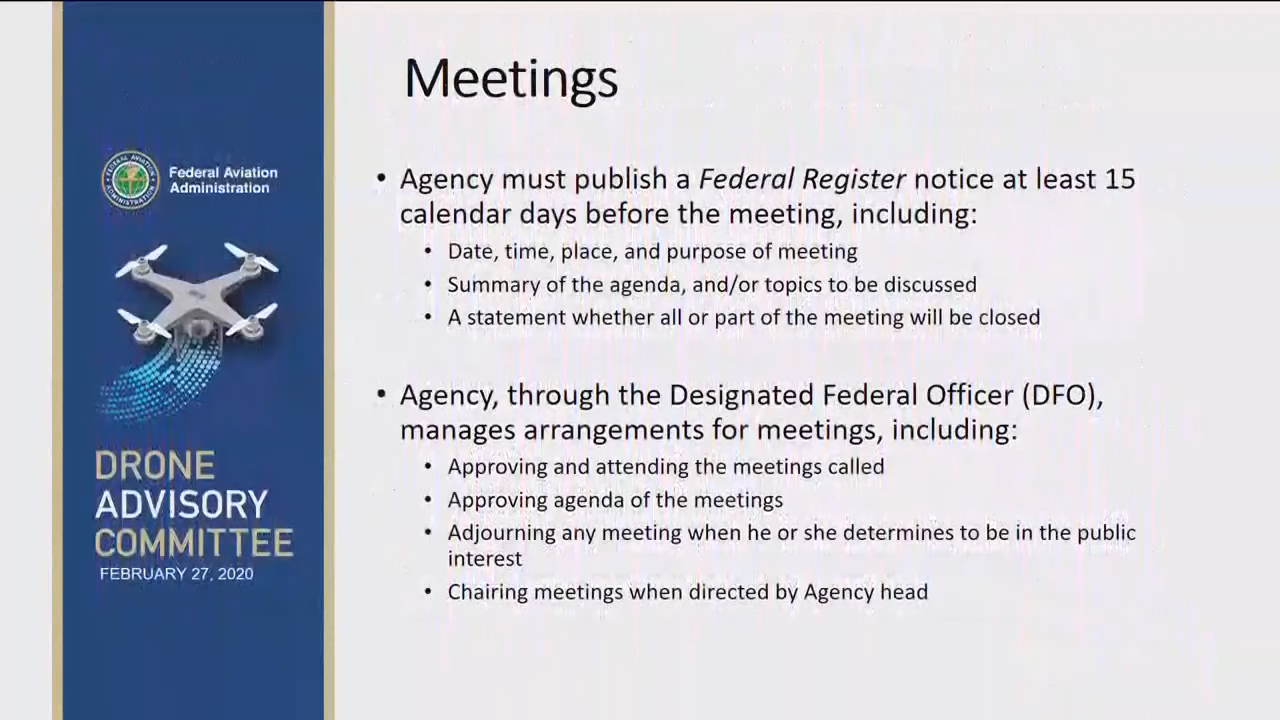 Federal Aviation
Administration
DRONE
ADVISORY
COMMITTEE
FEBRUARY 27, 2020
Meetings
• Agency must publish a Federal Register notice at least 15
calendar days before the meeting, including:
• Date, time, place, and purpose of meeting
• Summary of the agenda, and/or topics to be discussed
• A statement whether all or part of the meeting will be closed
• Agency, through the Designated Federal Officer (DFO),
manages arrangements for meetings, including:
• Approving and attending the meetings called
• Approving agenda of the meetings
• Adjourning any meeting when he or she determines to be in the public
interest
• Chairing meetings when directed by Agency head